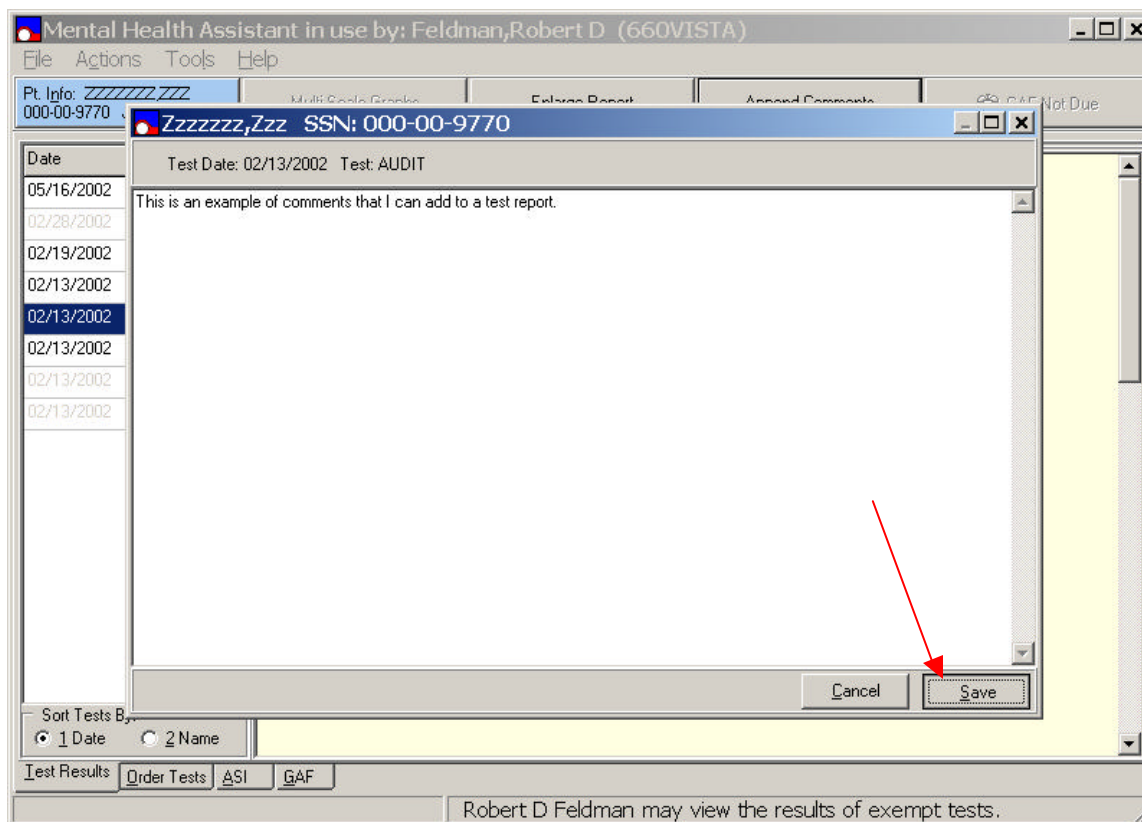 Mental Health Assistant in use by: Feldman,Robert D (660VISTA)
File Actions Tools Help
Pt. Info: ZZZZZZZ,ZZZ
000-00-9770
Multi Scale Graphs Enlarge Report Append Comments GAF Not Due
Zzzzzzz,Zzz SSN: 000-00-9770
Test Date: 02/13/2002 Test: AUDIT
This is an example of comments that I can add to a test report.
Date
05/16/2002
02/28/2002
02/19/2002
02/13/2002
02/13/2002
02/13/2002
02/13/2002
02/13/2002
Cancel Save
Sort Tests By:
1 Date 2 Name
Test Results Order Tests ASI GAF
Robert D Feldman may view the results of exempt tests.